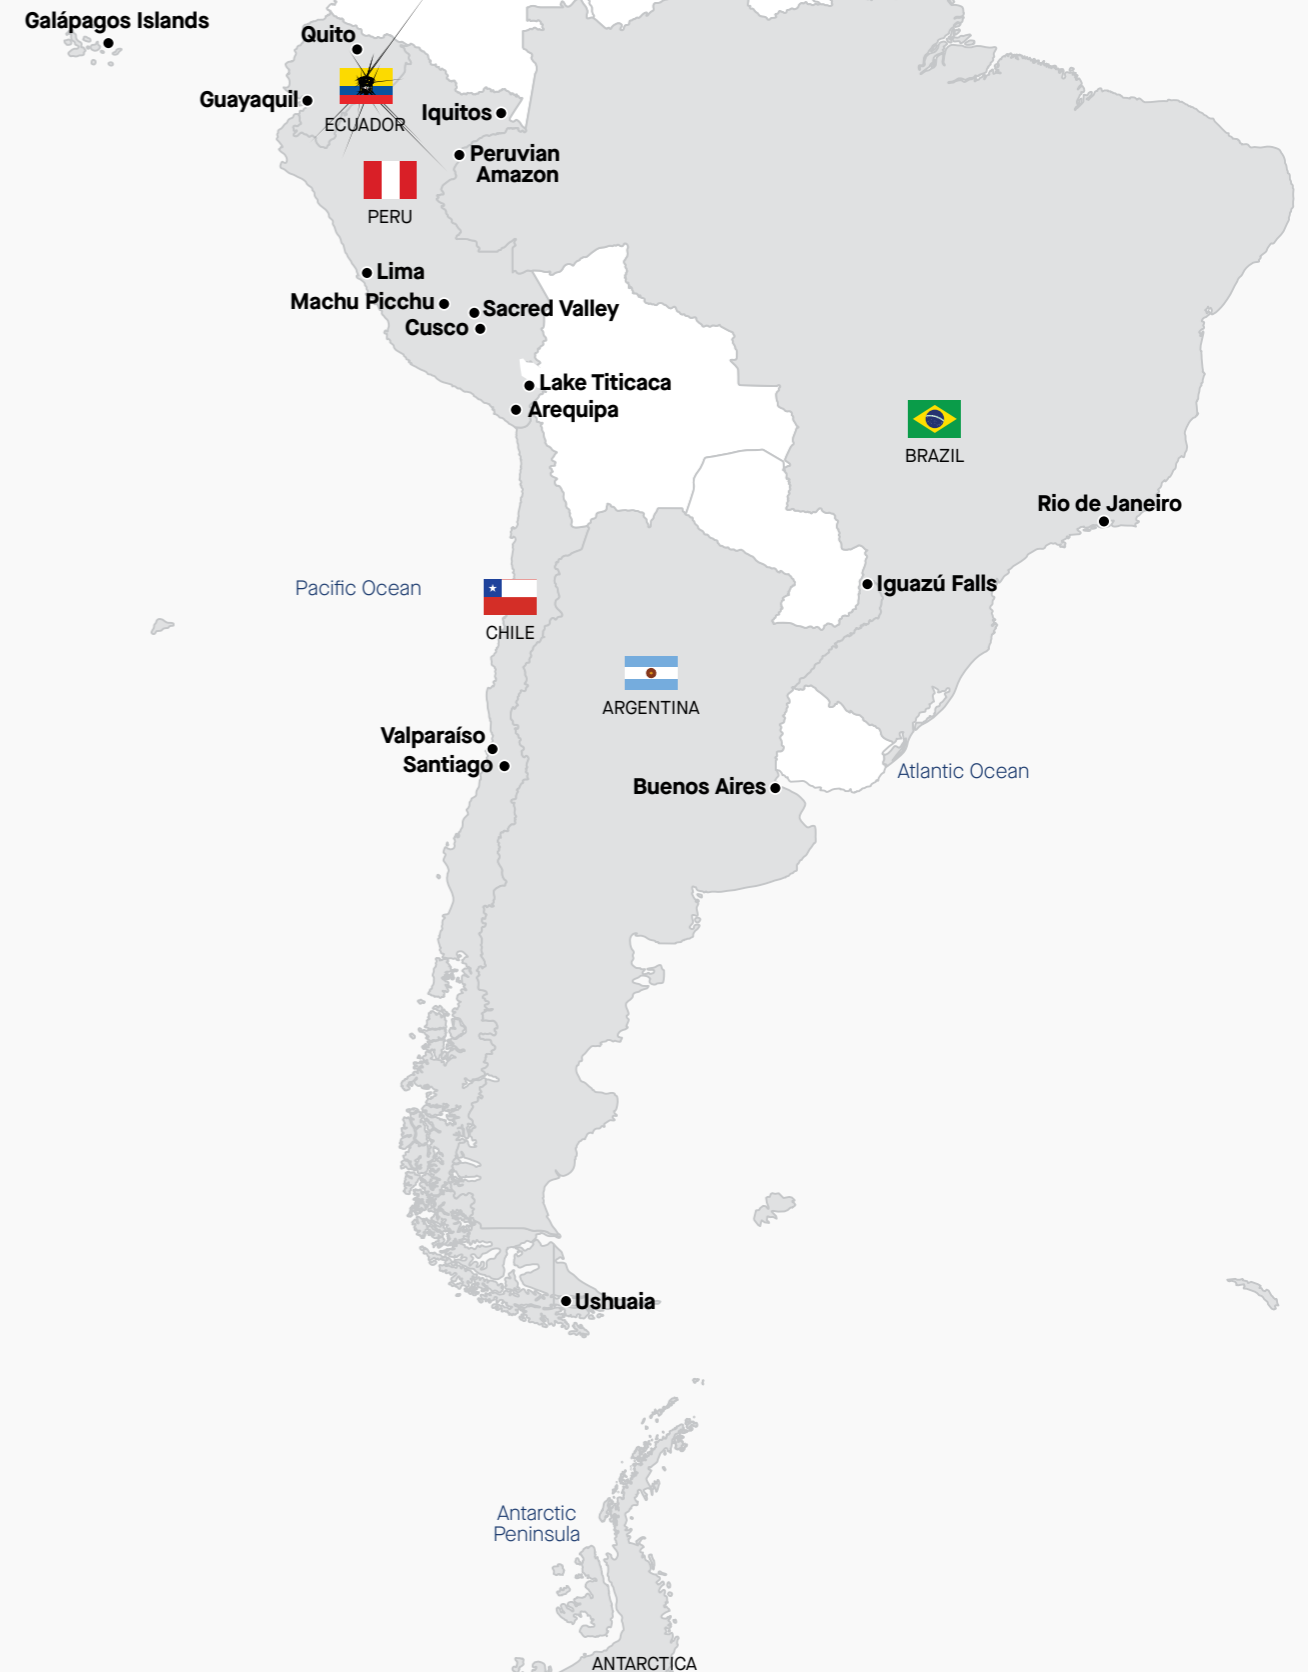 Galápagos Islands
Quito
Guayaquil
ECUADOR
Iquitos
Peruvian
Amazon
PERU
Lima
Machu Picchu
Sacred Valley
Cusco
Lake Titicaca
Arequipa
BRAZIL
Rio de Janeiro
Pacific Ocean
Iguazú Falls
CHILE
ARGENTINA
Valparaíso
Santiago
Atlantic Ocean
Buenos Aires
Ushuaia
Antarctic
Peninsula
ANTARCTICA